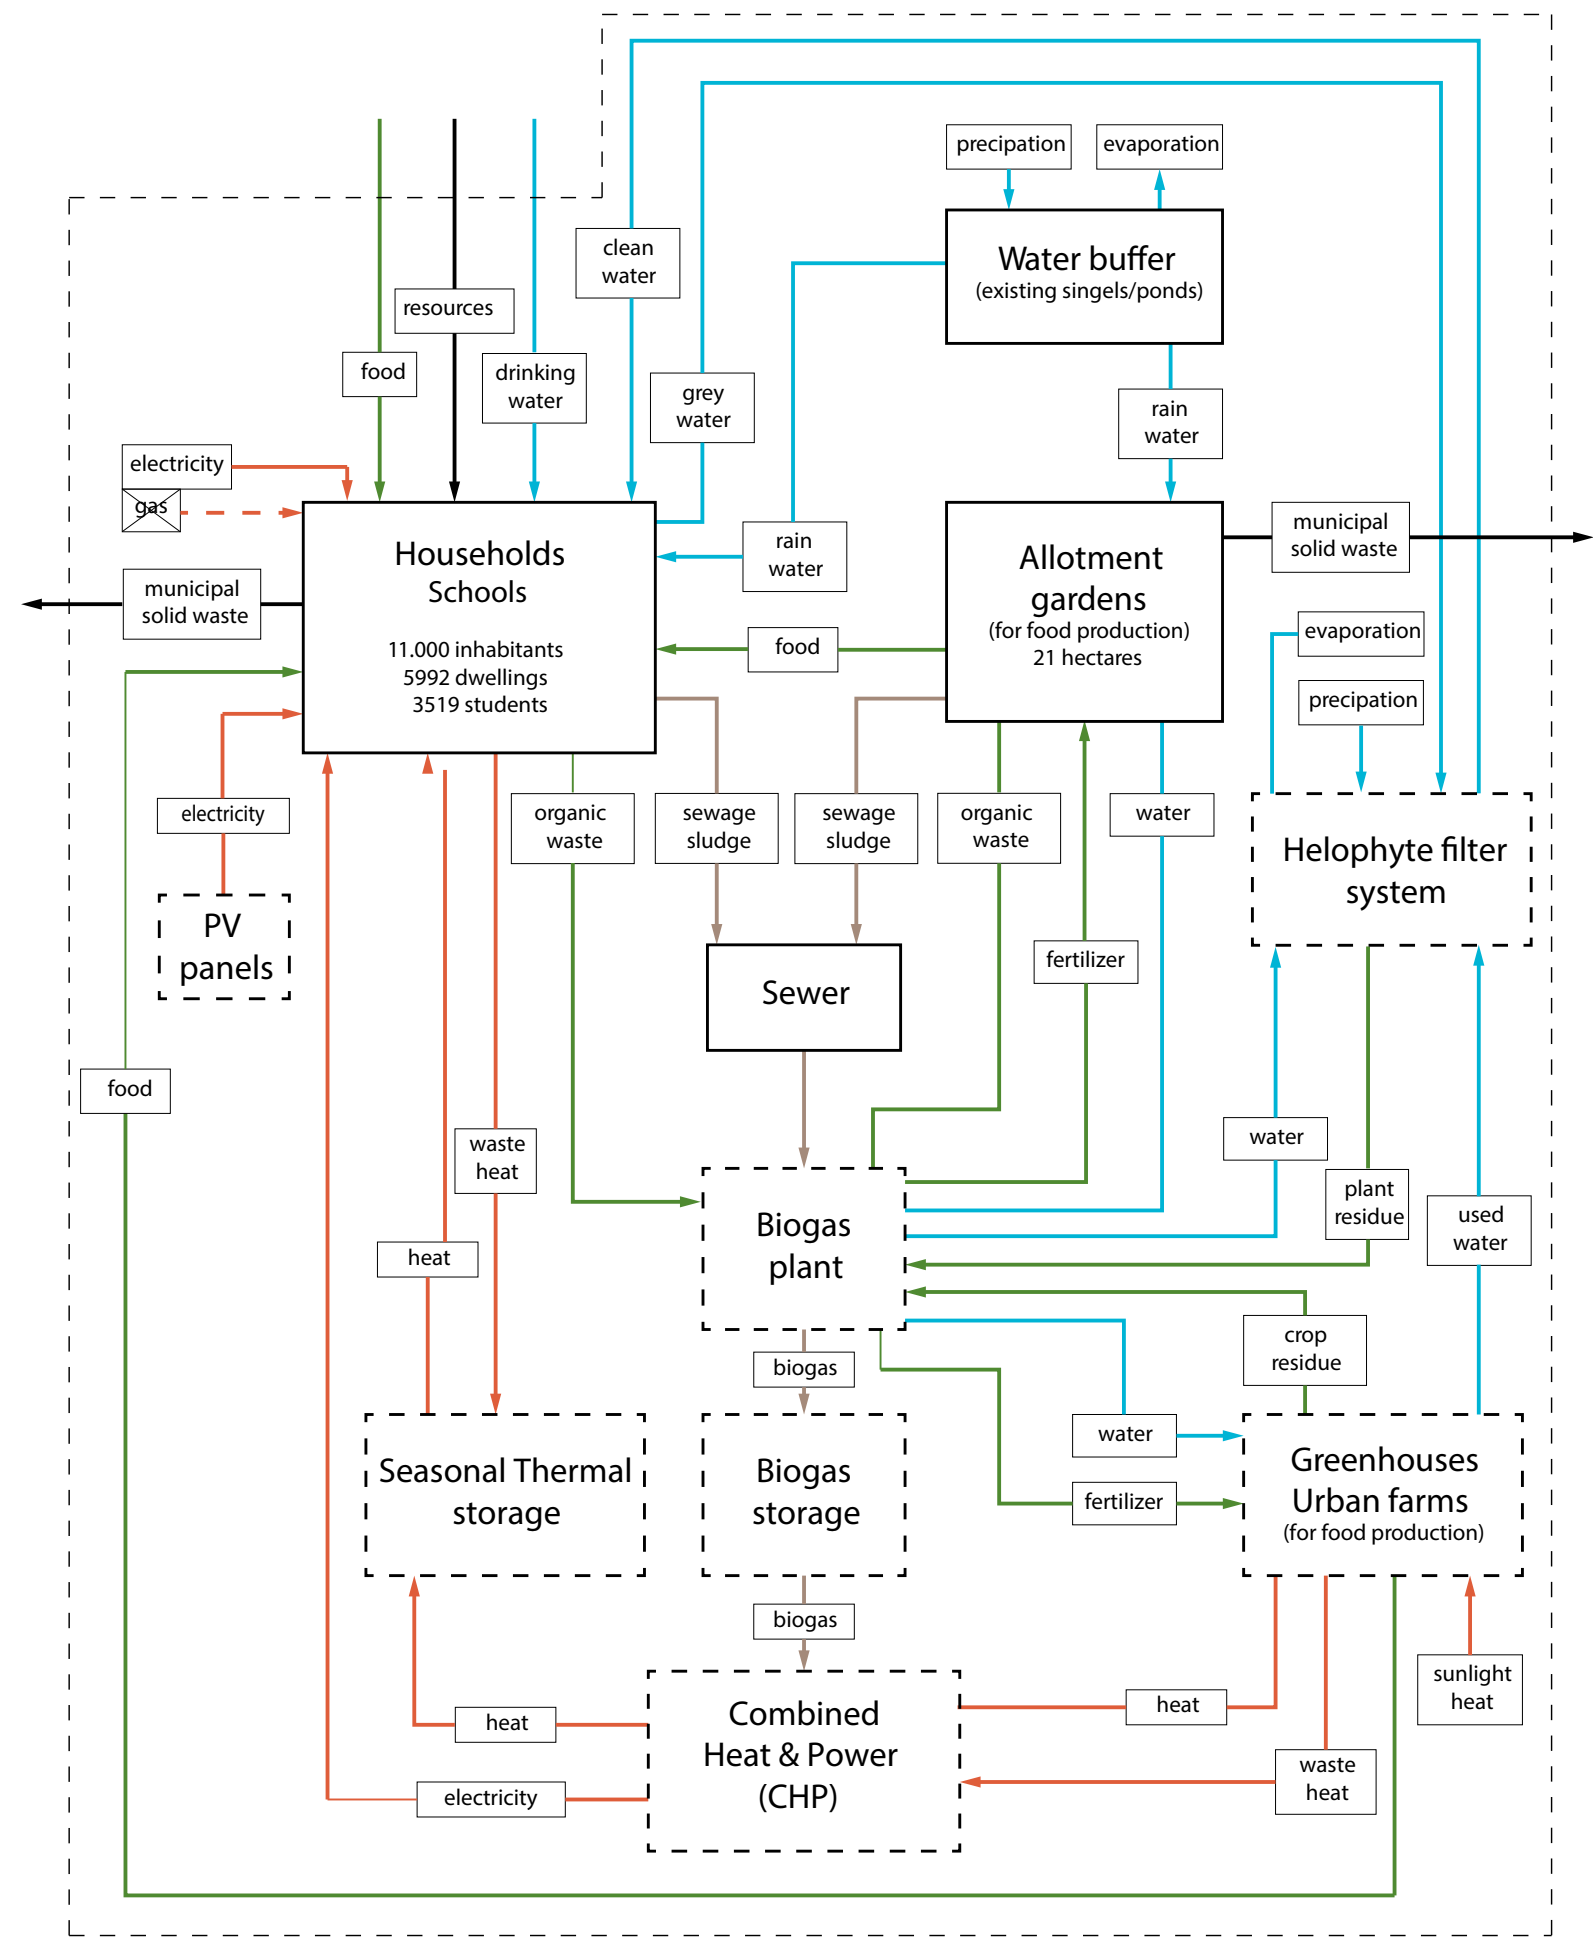 precipation
evaporation
Water buffer
(existing singels/ponds)
clean
water
resources
food
drinking
water
grey
water
rain
water
electricity
gas
municipal
solid waste
Households
Schools
11.000 inhabitants
5992 dwellings
3519 students
rain
water
food
Allotment
gardens
(for food production)
21 hectares
municipal
solid waste
evaporation
precipation
electricity
organic
waste
sewage
sludge
sewage
sludge
organic
waste
water
Helophyte filter
system
PV
panels
Sewer
fertilizer
food
waste
heat
water
plant
residue
used
water
heat
Biogas
plant
crop
residue
biogas
water
fertilizer
Seasonal Thermal
storage
Biogas
storage
Greenhouses
Urban farms
(for food production)
biogas
sunlight
heat
heat
Combined
Heat & Power
(CHP)
heat
waste
heat
electricity